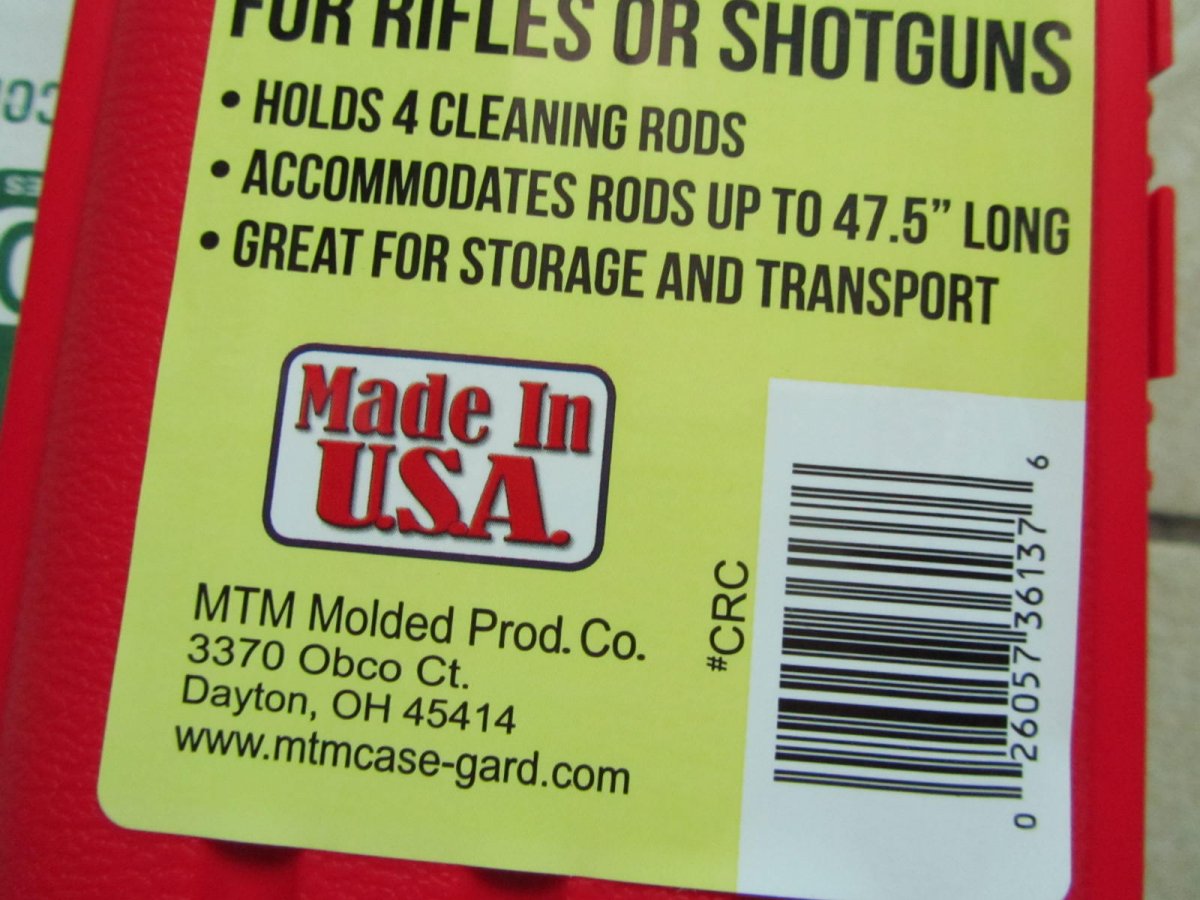 FOR RIFLES OR SHOTGUNS
• HOLDS 4 CLEANING RODS
• ACCOMMODATES RODS UP TO 47.5” LONG
• GREAT FOR STORAGE AND TRANSPORT
Made In
U.S.A.
MTM Molded Prod. Co.
3370 Obco Ct.
Dayton, OH 45414
www.mtmcase-gard.com
#CRC
0 26057 36137 6